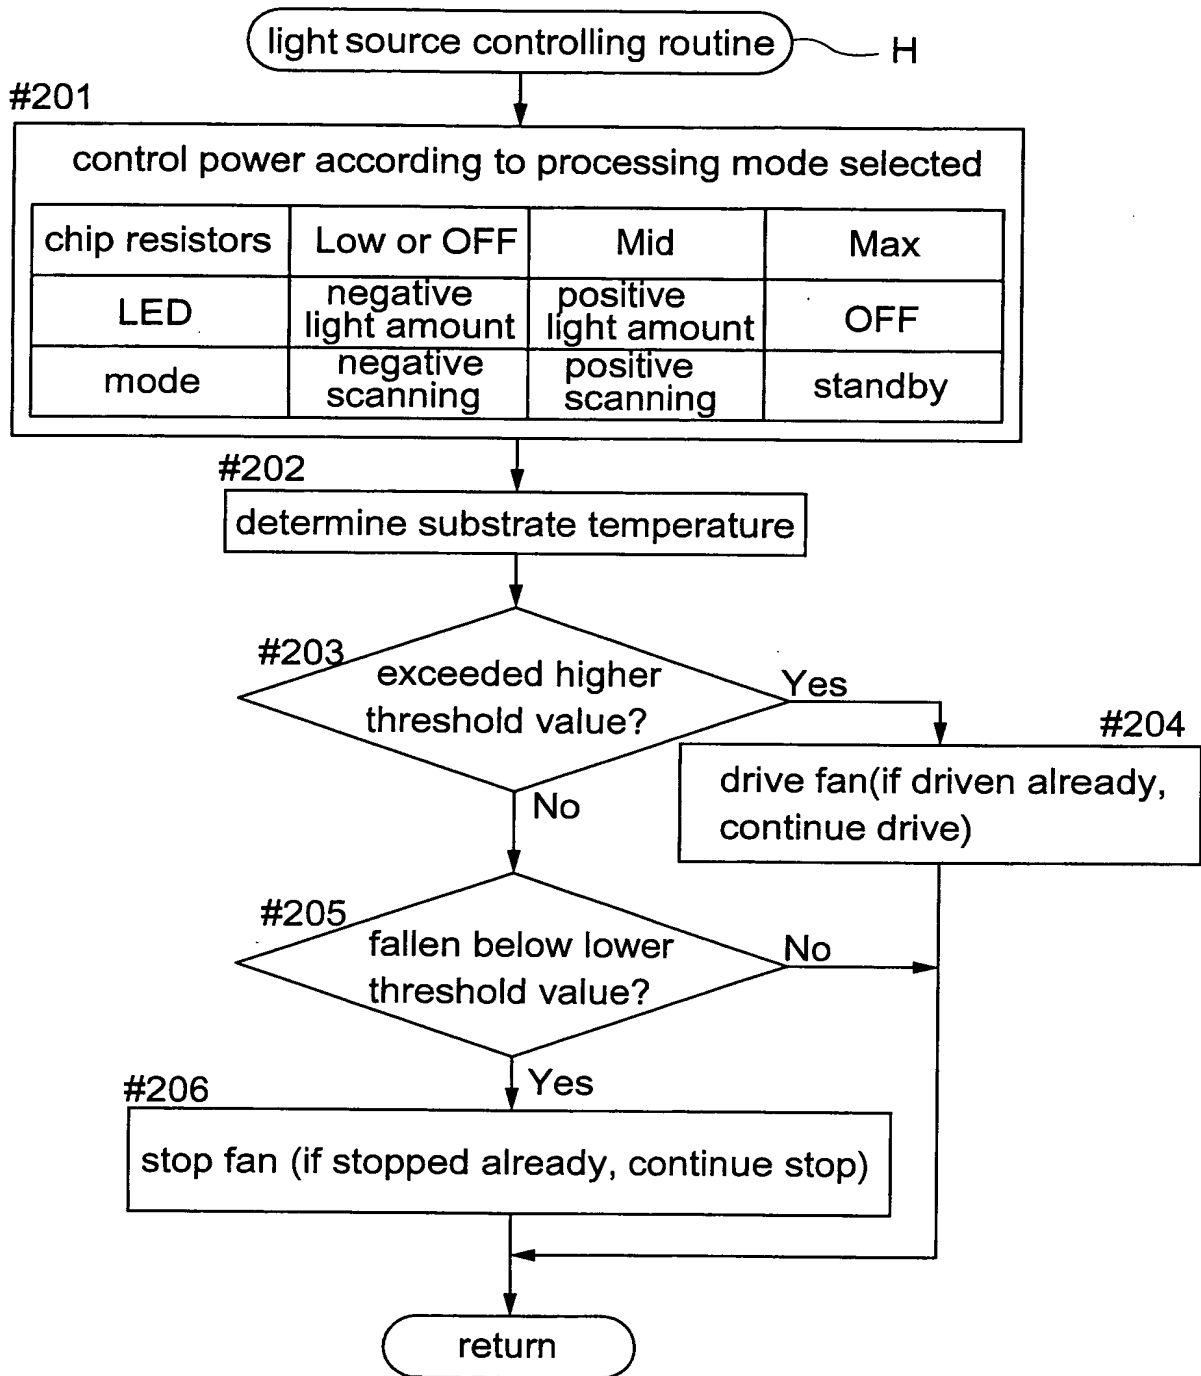 light source controlling routine
H
#201
control power according to processing mode selected
chip resistors
Low or OFF
Mid
Max
LED
negative
light amount
positive
light amount
OFF
mode
negative
scanning
positive
scanning
standby
#202
determine substrate temperature
#203
exceeded higher
threshold value?
Yes
#204
drive fan(if driven already,
continue drive)
No
#205
fallen below lower
threshold value?
No
Yes
#206
stop fan (if stopped already, continue stop)
return